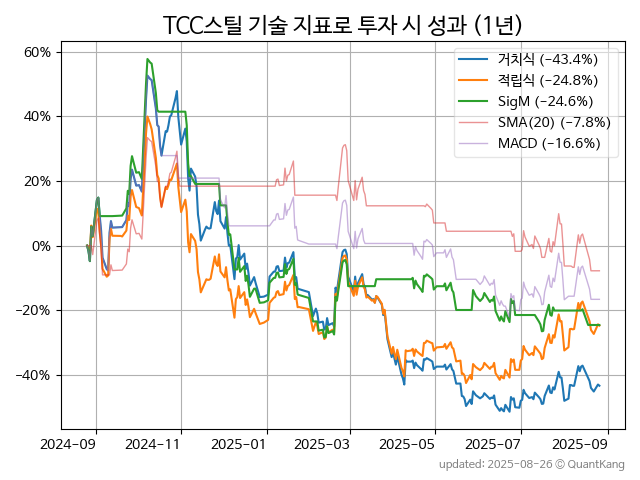 TCC스틸 기술 지표로 투자 시 성과 (1년)
60%
40%
20%
0%
−20%
−40%
거치식 (−43.4%)
적립식 (−24.8%)
SigM (−24.6%)
SMA(20) (−7.8%)
MACD (−16.6%)
2024-09 2024-11 2025-01 2025-03 2025-05 2025-07 2025-09
updated: 2025-08-26 © QuantKang